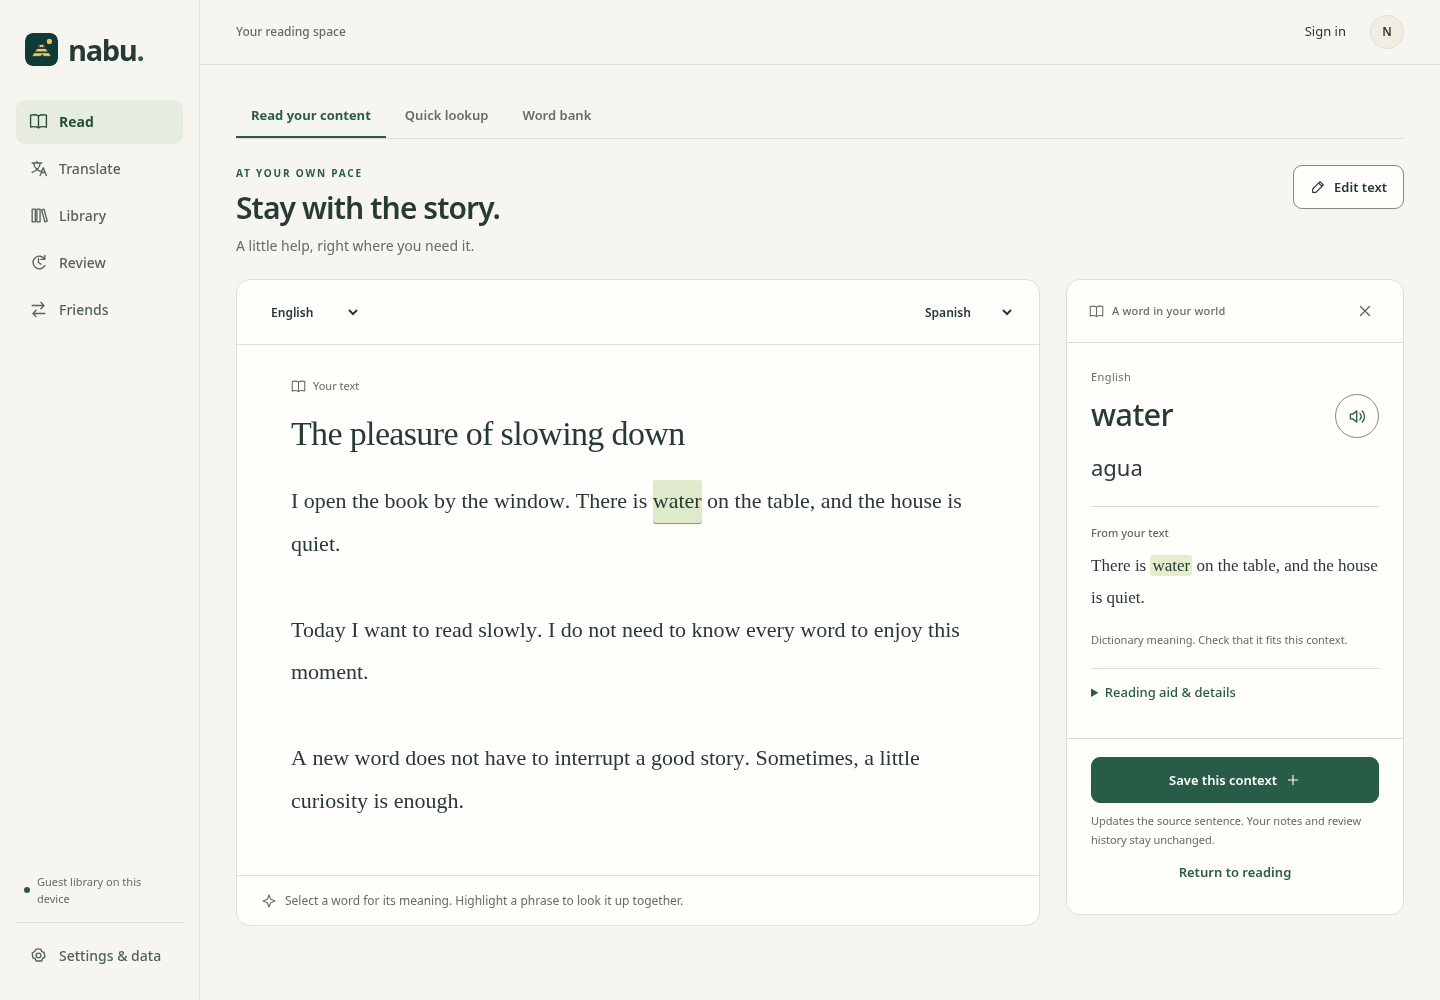 nabu.
Read
Translate
Library
Review
Friends
Guest library on this
device
Settings & data
Your reading space
Sign in
N
Read your content
Quick lookup
Word bank
AT YOUR OWN PACE
Stay with the story.
A little help, right where you need it.
Edit text
English
Spanish
Your text
The pleasure of slowing down
I open the book by the window. There is water on the table, and the house is
quiet.
Today I want to read slowly. I do not need to know every word to enjoy this
moment.
A new word does not have to interrupt a good story. Sometimes, a little
curiosity is enough.
Select a word for its meaning. Highlight a phrase to look it up together.
A word in your world
English
water
agua
From your text
There is water on the table, and the house
is quiet.
Dictionary meaning. Check that it fits this context.
Reading aid & details
Save this context
Updates the source sentence. Your notes and review
history stay unchanged.
Return to reading